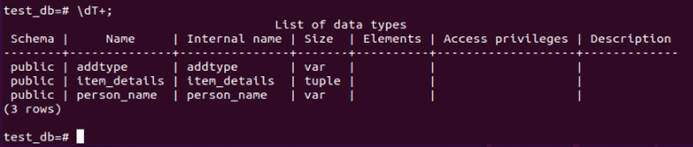 test_db=# \dT+;
List of data types
Schema | Name | Internal name | Size | Elements | Access privileges | Description
--------+--------------+---------------+-------+----------+-------------------+-------------
public | addtype | addtype | var | | |
public | item_details | item_details | tuple | | |
public | person_name | person_name | var | | |
(3 rows)
test_db=#